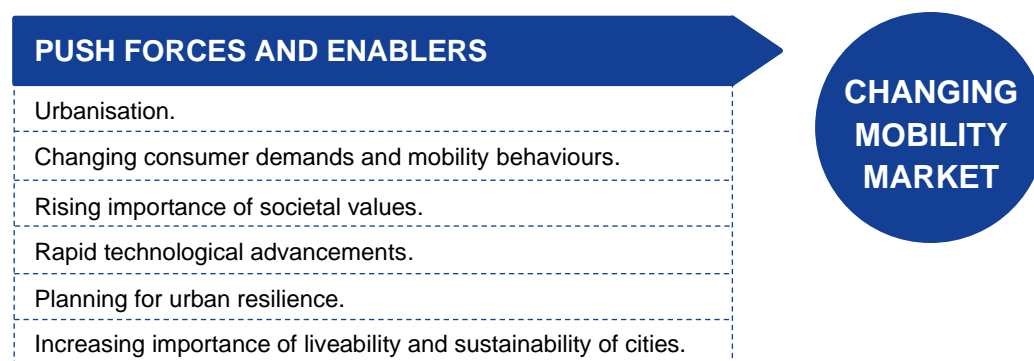 PUSH FORCES AND ENABLERS
Urbanisation.
Changing consumer demands and mobility behaviours.
Rising importance of societal values.
Rapid technological advancements.
Planning for urban resilience.
Increasing importance of liveability and sustainability of cities.
CHANGING
MOBILITY
MARKET